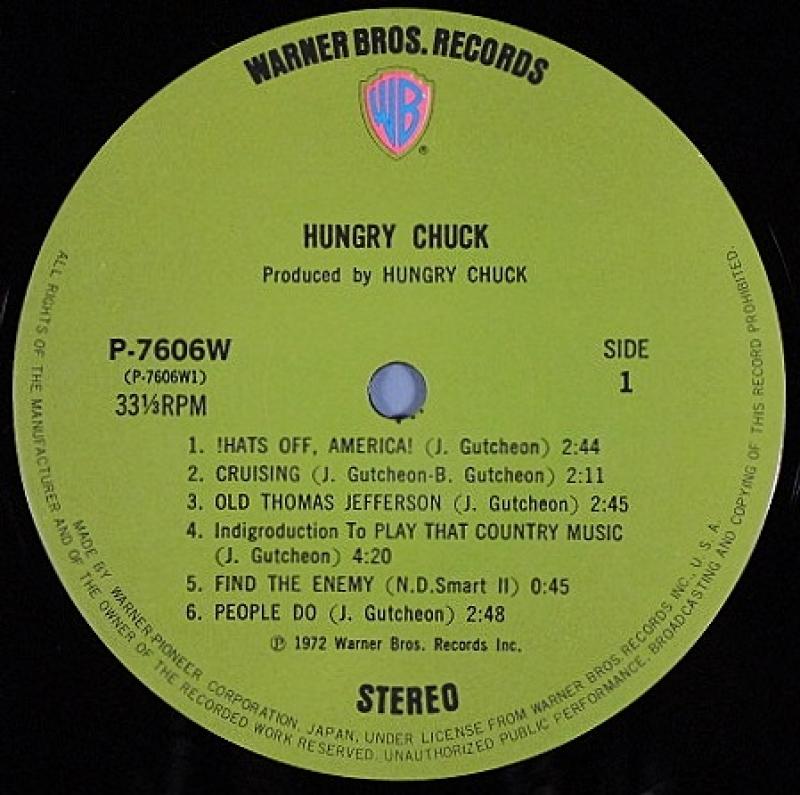 WARNER BROS. RECORDS
WB®
HUNGRY CHUCK
Produced by HUNGRY CHUCK
P-7606W
(P-7606W1)
33⅓RPM
SIDE
1
1. !HATS OFF, AMERICA! (J. Gutcheon) 2:44
2. CRUISING (J. Gutcheon-B. Gutcheon) 2:11
3. OLD THOMAS JEFFERSON (J. Gutcheon) 2:45
4. Indigroduction To PLAY THAT COUNTRY MUSIC
(J. Gutcheon) 4:20
5. FIND THE ENEMY (N.D.Smart II) 0:45
6. PEOPLE DO (J. Gutcheon) 2:48
℗ 1972 Warner Bros. Records Inc.
STEREO
MADE BY WARNER-PIONEER CORPORATION, JAPAN, UNDER LICENSE FROM WARNER BROS. RECORDS INC., U. S. A.
ALL RIGHTS OF THE MANUFACTURER AND OF THE OWNER OF THE RECORDED WORK RESERVED. UNAUTHORIZED PUBLIC PERFORMANCE, BROADCASTING AND COPYING OF THIS RECORD PROHIBITED.